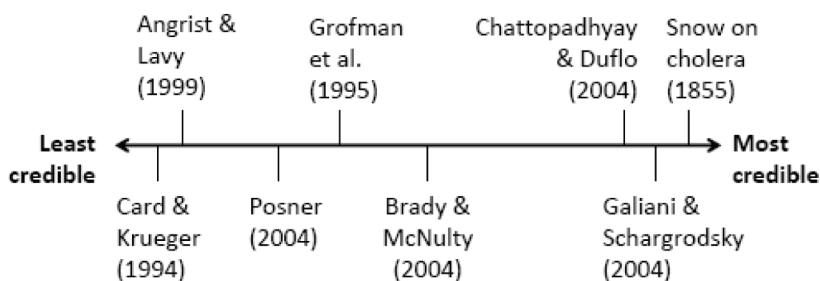 Angrist &
Lavy
(1999)
Grofman
et al.
(1995)
Chattopadhyay
& Duflo
(2004)
Snow on
cholera
(1855)
Least
credible
Most
credible
Card &
Krueger
(1994)
Posner
(2004)
Brady &
McNulty
(2004)
Galiani &
Schargrodsky
(2004)